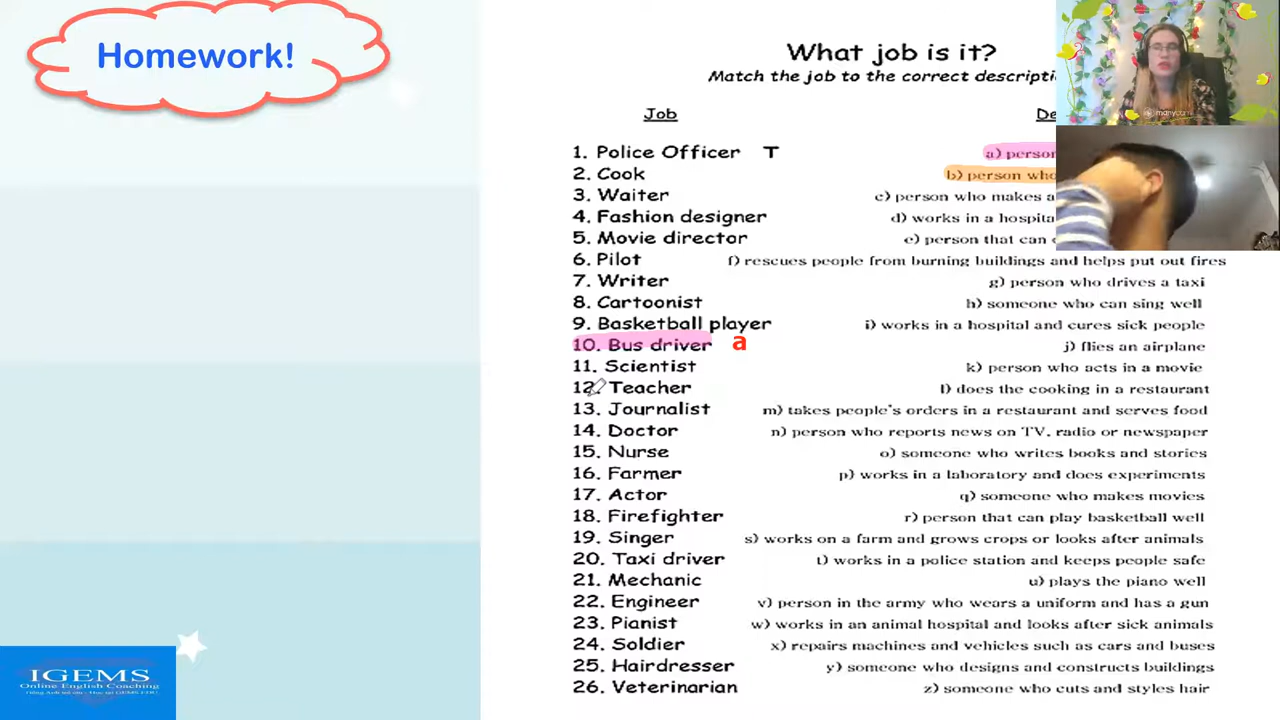 Homework!
What job is it?
Match the job to the correct
Job
1. Police Officer T
a) person
2. Cook
b) person who
3. Waiter
c) person who makes
4. Fashion designer
d) works in a
5. Movie director
e) person that can
6. Pilot
f) rescues people from burning buildings and helps put out fires
7. Writer
g) person who drives a taxi
8. Cartoonist
h) someone who can sing well
9. Basketball player
i) works in a hospital and cures sick people
10. Bus driver a
j) flies an airplane
11. Scientist
k) person who acts in a movie
12. Teacher
l) does the cooking in a restaurant
13. Journalist
m) takes people's orders in a restaurant and serves food
14. Doctor
n) person who reports news on TV, radio or newspaper
15. Nurse
o) someone who writes books and stories
16. Farmer
p) works in a laboratory and does experiments
17. Actor
q) someone who makes movies
18. Firefighter
r) person that can play basketball well
19. Singer
s) works on a farm and grows crops or looks after animals
20. Taxi driver
t) works in a police station and keeps people safe
21. Mechanic
u) plays the piano well
22. Engineer
v) person in the army who wears a uniform and has a gun
23. Pianist
w) works in an animal hospital and looks after sick animals
24. Soldier
x) repairs machines and vehicles such as cars and buses
25. Hairdresser
y) someone who designs and constructs buildings
26. Veterinarian
z) someone who cuts and styles hair
IGEMS
Online English Coaching
manycam